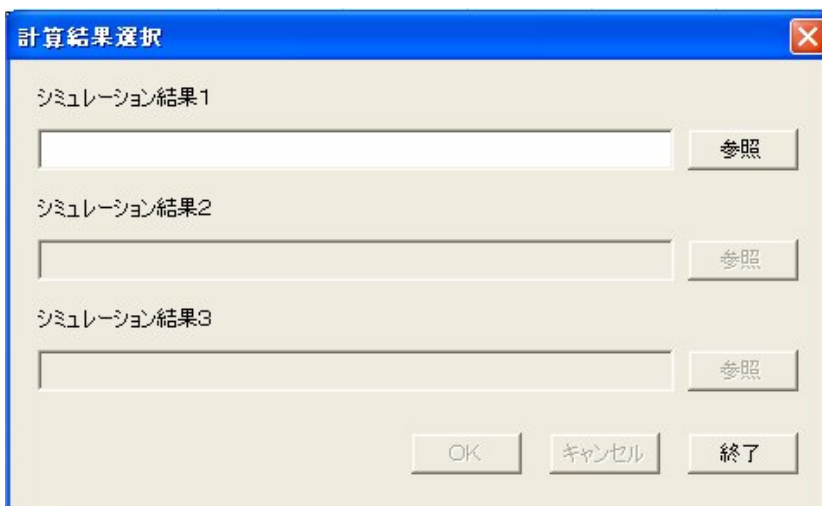 計算結果選択
シミュレーション結果1
参照
シミュレーション結果2
参照
シミュレーション結果3
参照
OK キャンセル 終了